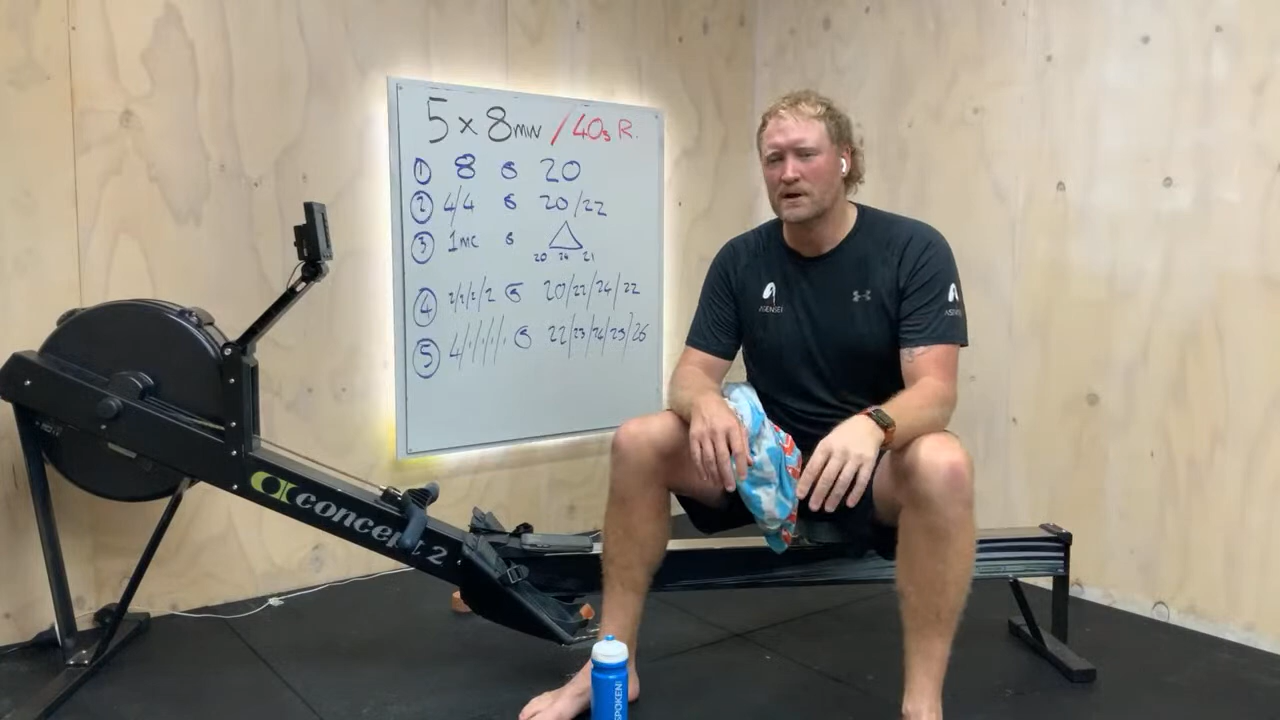 5 x 8min /40s R.
① 8 @ 20
② 4/4 @ 20/22
③ 1mc @ △
20 24 21
④ 2/2/2/2 @ 20/22/24/22
⑤ 4/1/1/1/1 @ 22/23/24/25/26
ASENSEI
concept 2
SPOKEN